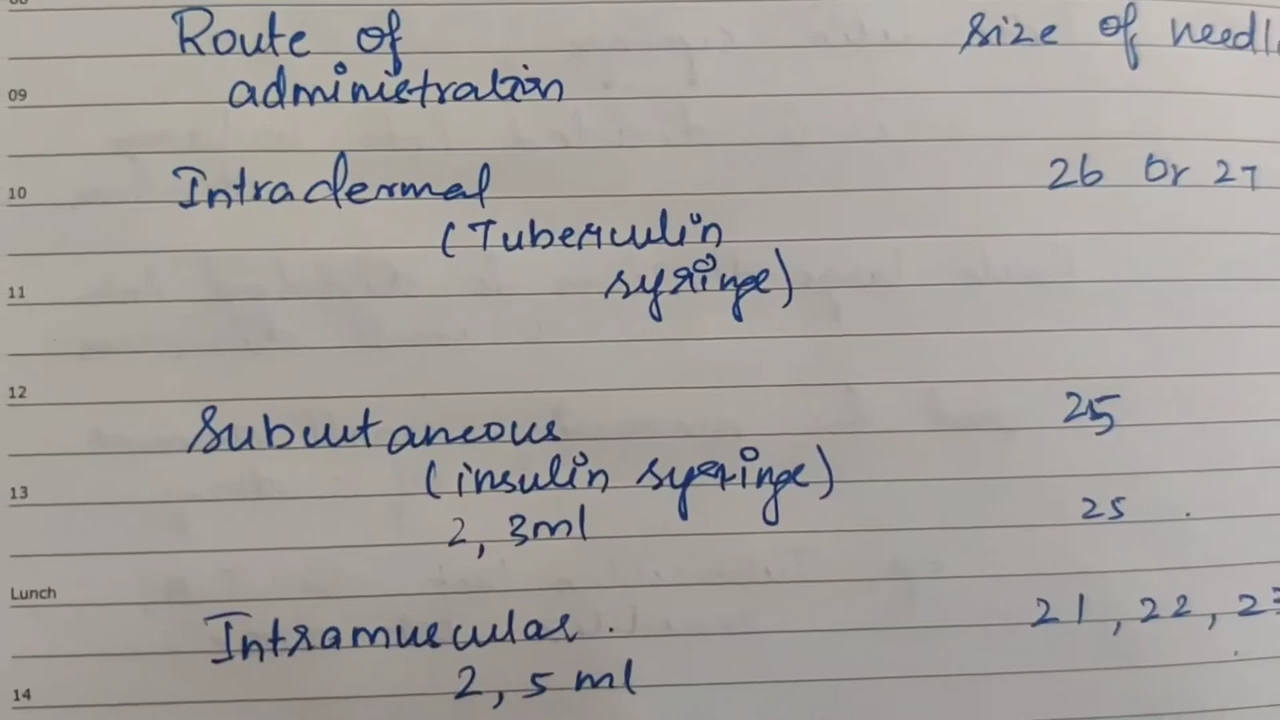 Route of size of needl
administration
09
10 Intradermal 26 or 27
(Tuberculin
syringe)
11
12
Subcutaneous 25
(insulin syringe)
13
2, 3ml 25 .
Lunch
Intramuscular . 21, 22, 23
2, 5 ml
14